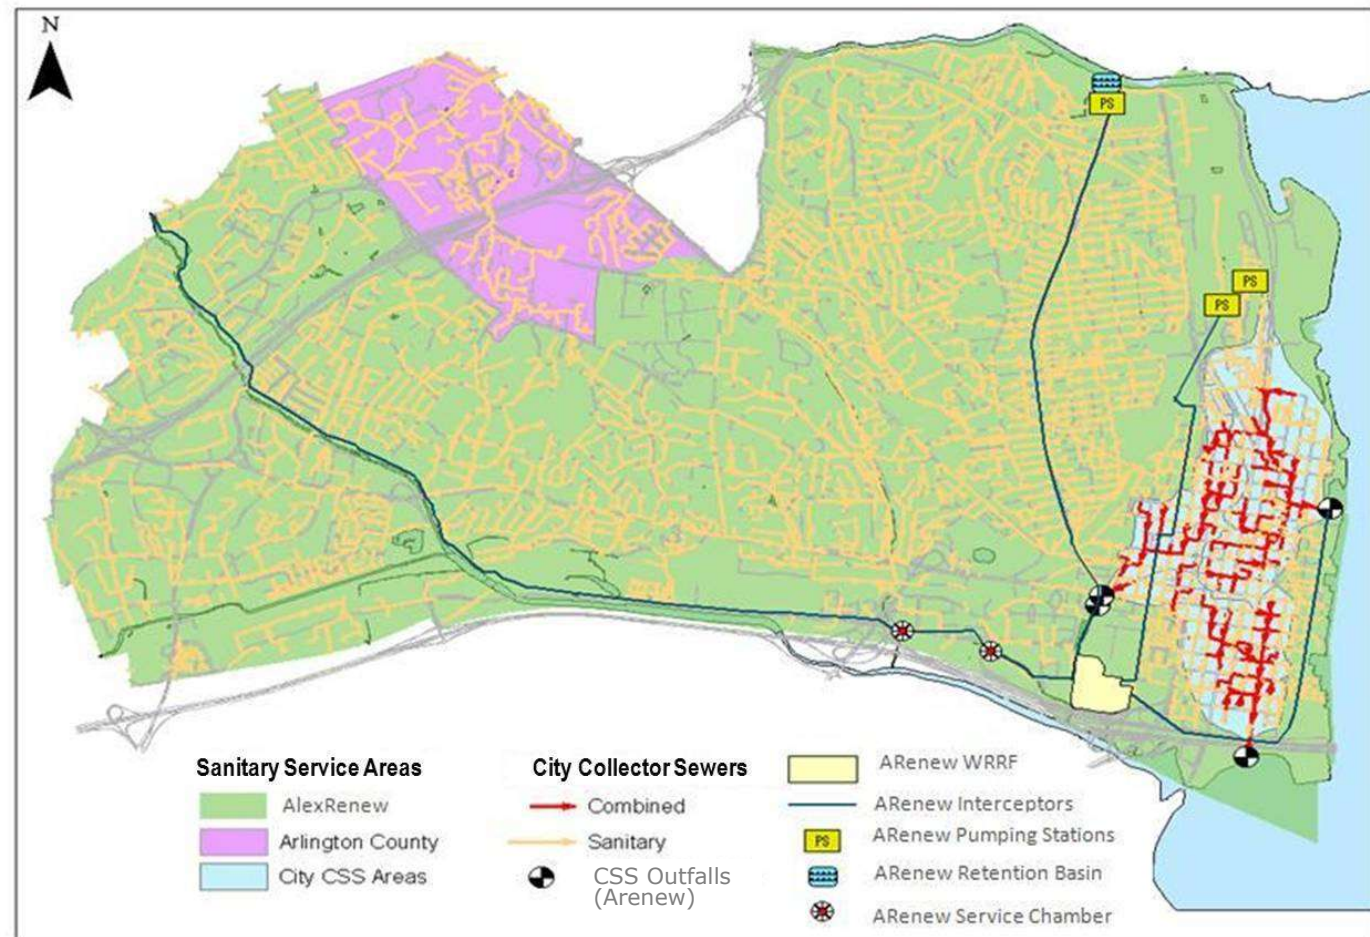 N
PS
PS
PS
Sanitary Service Areas
AlexRenew
Arlington County
City CSS Areas
City Collector Sewers
Combined
Sanitary
CSS Outfalls
(Arenew)
ARenew WRRF
ARenew Interceptors
PS
ARenew Pumping Stations
ARenew Retention Basin
ARenew Service Chamber